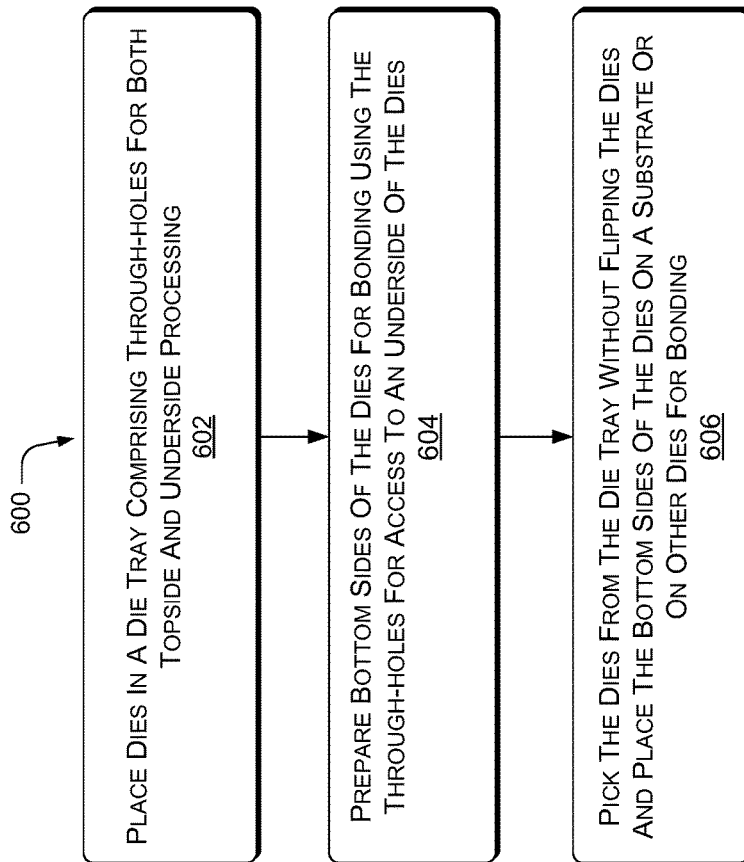 600
PLACE DIES IN A DIE TRAY COMPRISING THROUGH-HOLES FOR BOTH
TOPSIDE AND UNDERSIDE PROCESSING
602
PREPARE BOTTOM SIDES OF THE DIES FOR BONDING USING THE
THROUGH-HOLES FOR ACCESS TO AN UNDERSIDE OF THE DIES
604
PICK THE DIES FROM THE DIE TRAY WITHOUT FLIPPING THE DIES
AND PLACE THE BOTTOM SIDES OF THE DIES ON A SUBSTRATE OR
ON OTHER DIES FOR BONDING
606